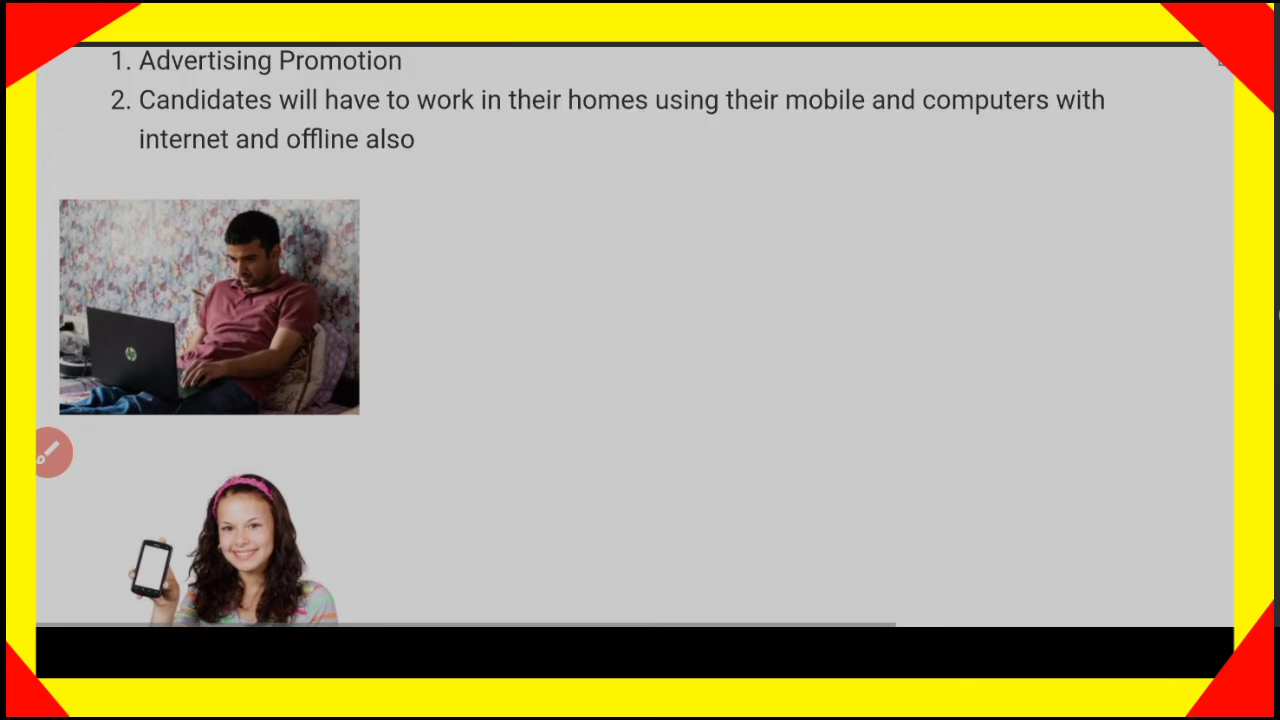 1. Advertising Promotion
2. Candidates will have to work in their homes using their mobile and computers with
internet and offline also
hp